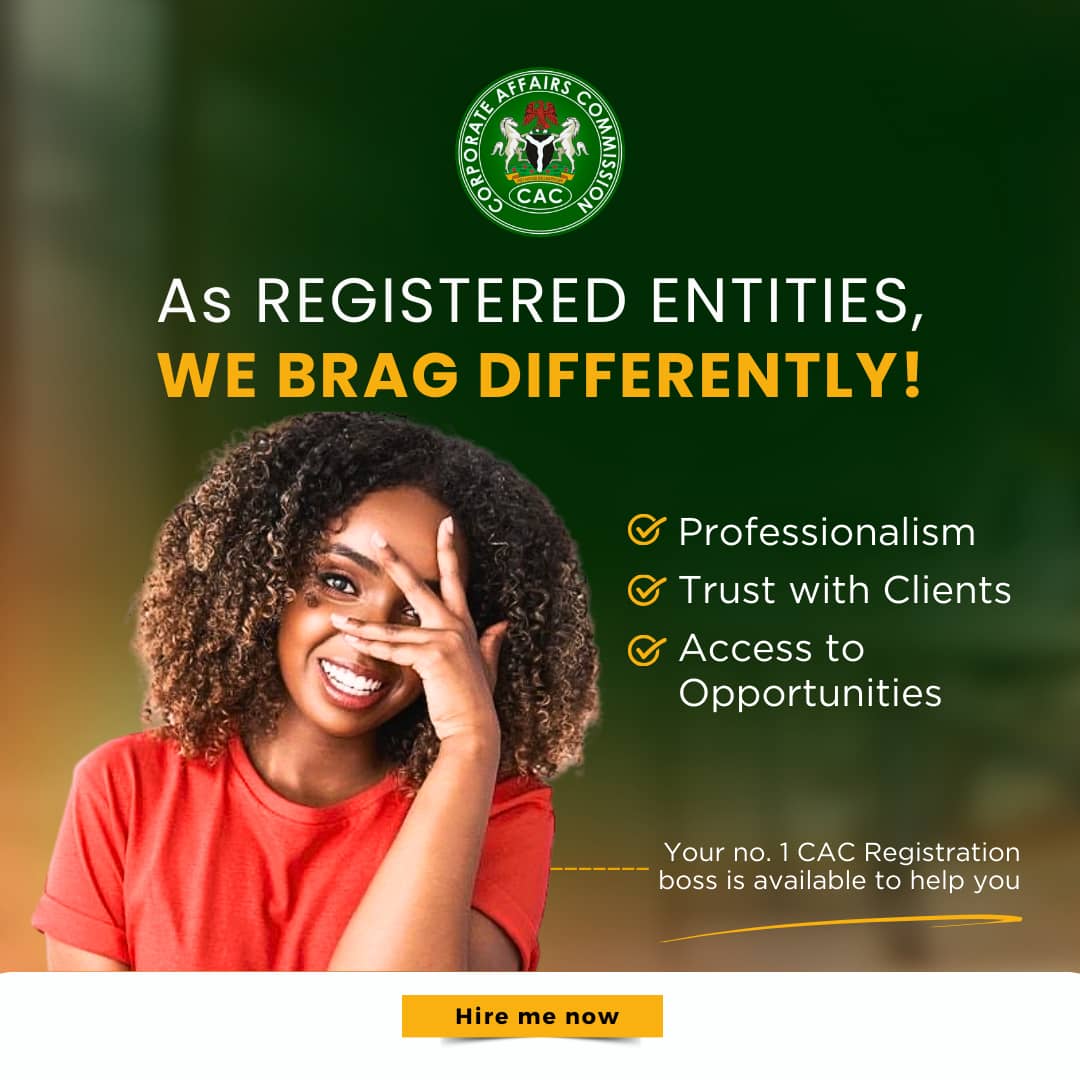 CORPORATE AFFAIRS COMMISSION
CAC
As REGISTERED ENTITIES,
WE BRAG DIFFERENTLY!
Professionalism
Trust with Clients
Access to
Opportunities
Your no. 1 CAC Registration
boss is available to help you
Hire me now